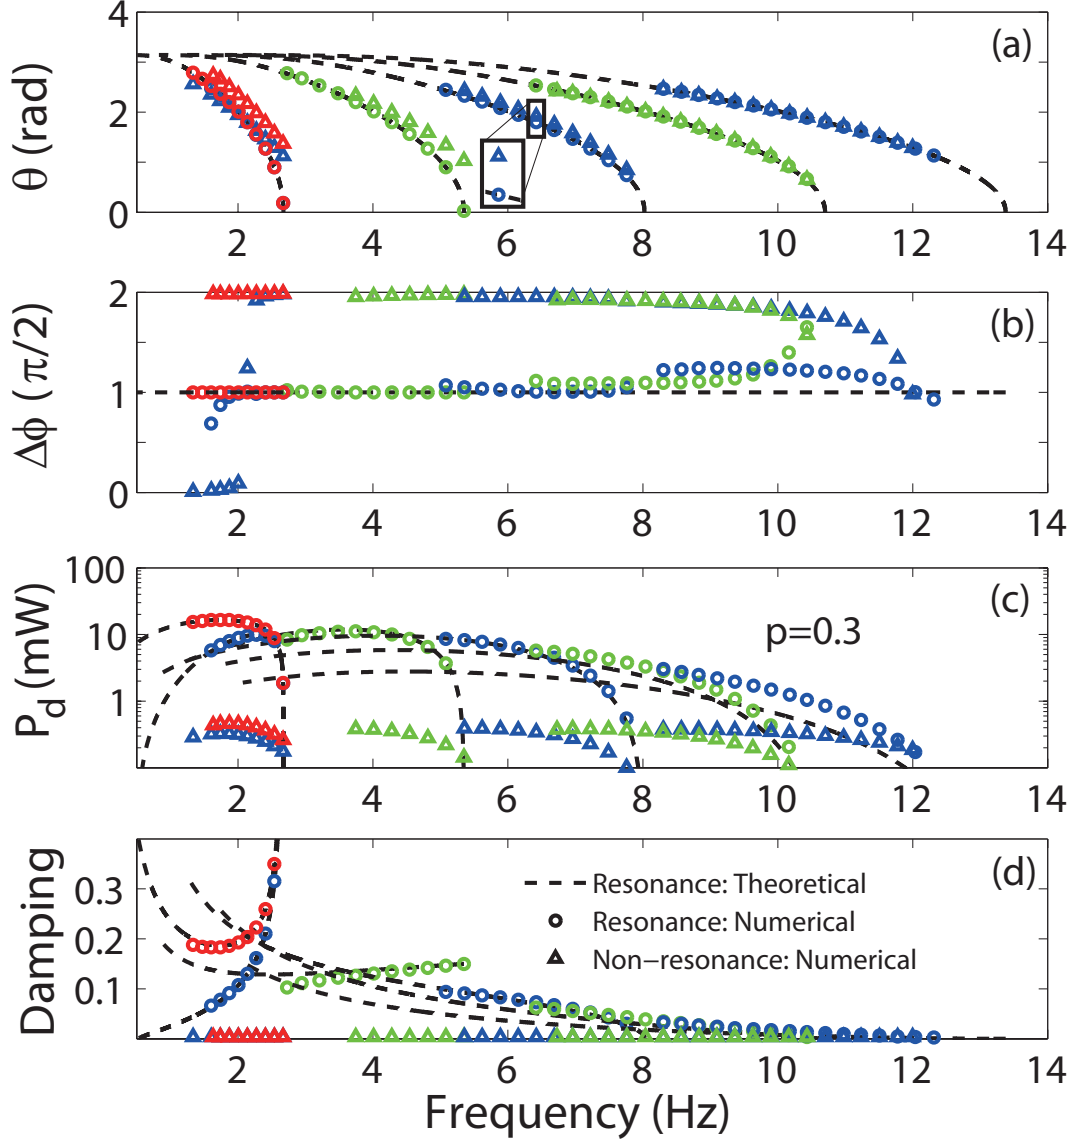 4
(a)
θ (rad)
2
0
2 4 6 8 10 12 14
2
(b)
Δϕ (π/2)
1
0
2 4 6 8 10 12 14
100
(c)
P_d (mW)
10
p=0.3
1
2 4 6 8 10 12 14
(d)
Damping
0.3
Resonance: Theoretical
Resonance: Numerical
0.2
Non−resonance: Numerical
0.1
2 4 6 8 10 12 14
Frequency (Hz)